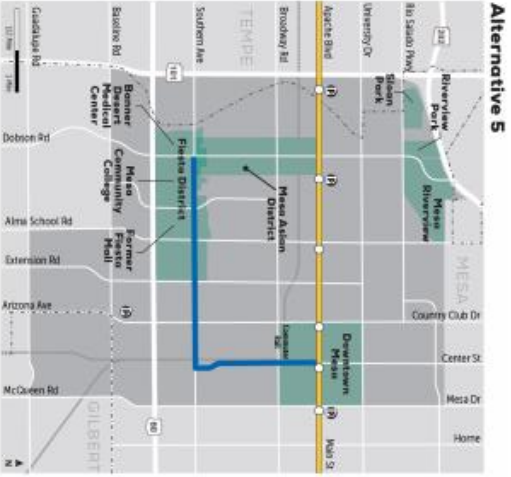 Alternative 5
202
Rio Salado Pkwy
University Dr
Apache Blvd
Broadway Rd
TEMPE
Southern Ave
Baseline Rd
Guadalupe Rd
101
Sloan
Park
Riverview
Park
Mesa
Riverview
MESA
P
P
Mesa Asian
District
Fiesta District
Banner
Desert
Medical
Center
Mesa
Community
College
Former
Fiesta
Mall
Dobson Rd
Alma School Rd
Extension Rd
Arizona Ave
P
McQueen Rd
GILBERT
60
Downtown
Mesa
P
Main St
Country Club Dr
Center St
Mesa Dr
Horne
N